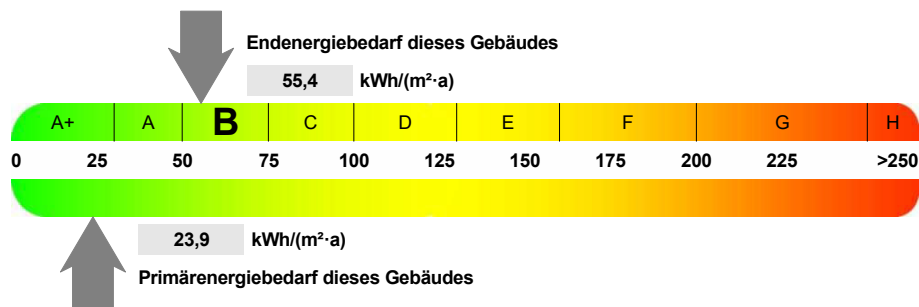 Endenergiebedarf dieses Gebäudes
55,4 kWh/(m²·a)
A+ A B C D E F G H
0 25 50 75 100 125 150 175 200 225 >250
23,9 kWh/(m²·a)
Primärenergiebedarf dieses Gebäudes